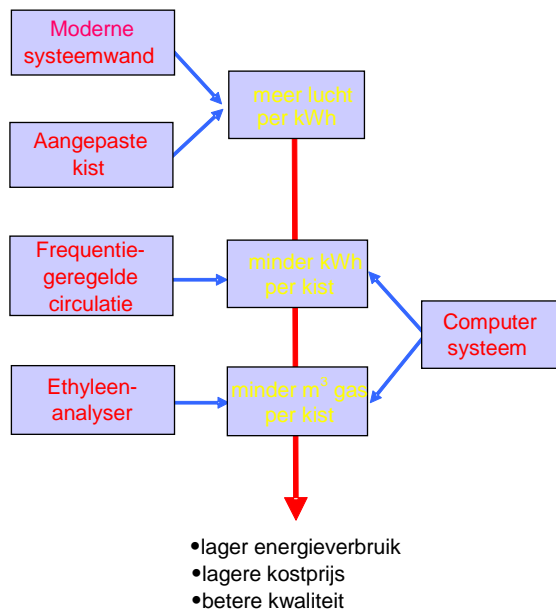 Moderne
systeemwand
meer lucht
per kWh
Aangepaste
kist
Frequentie-
geregelde
circulatie
minder kWh
per kist
Computer
systeem
Ethyleen-
analyser
minder m³ gas
per kist
•lager energieverbruik
•lagere kostprijs
•betere kwaliteit